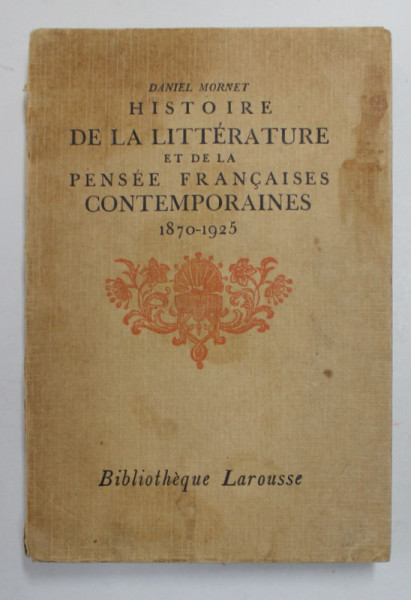 DANIEL MORNET
HISTOIRE
DE LA LITTÉRATURE
ET DE LA
PENSÉE FRANÇAISES
CONTEMPORAINES
1870-1925
Bibliothèque Larousse